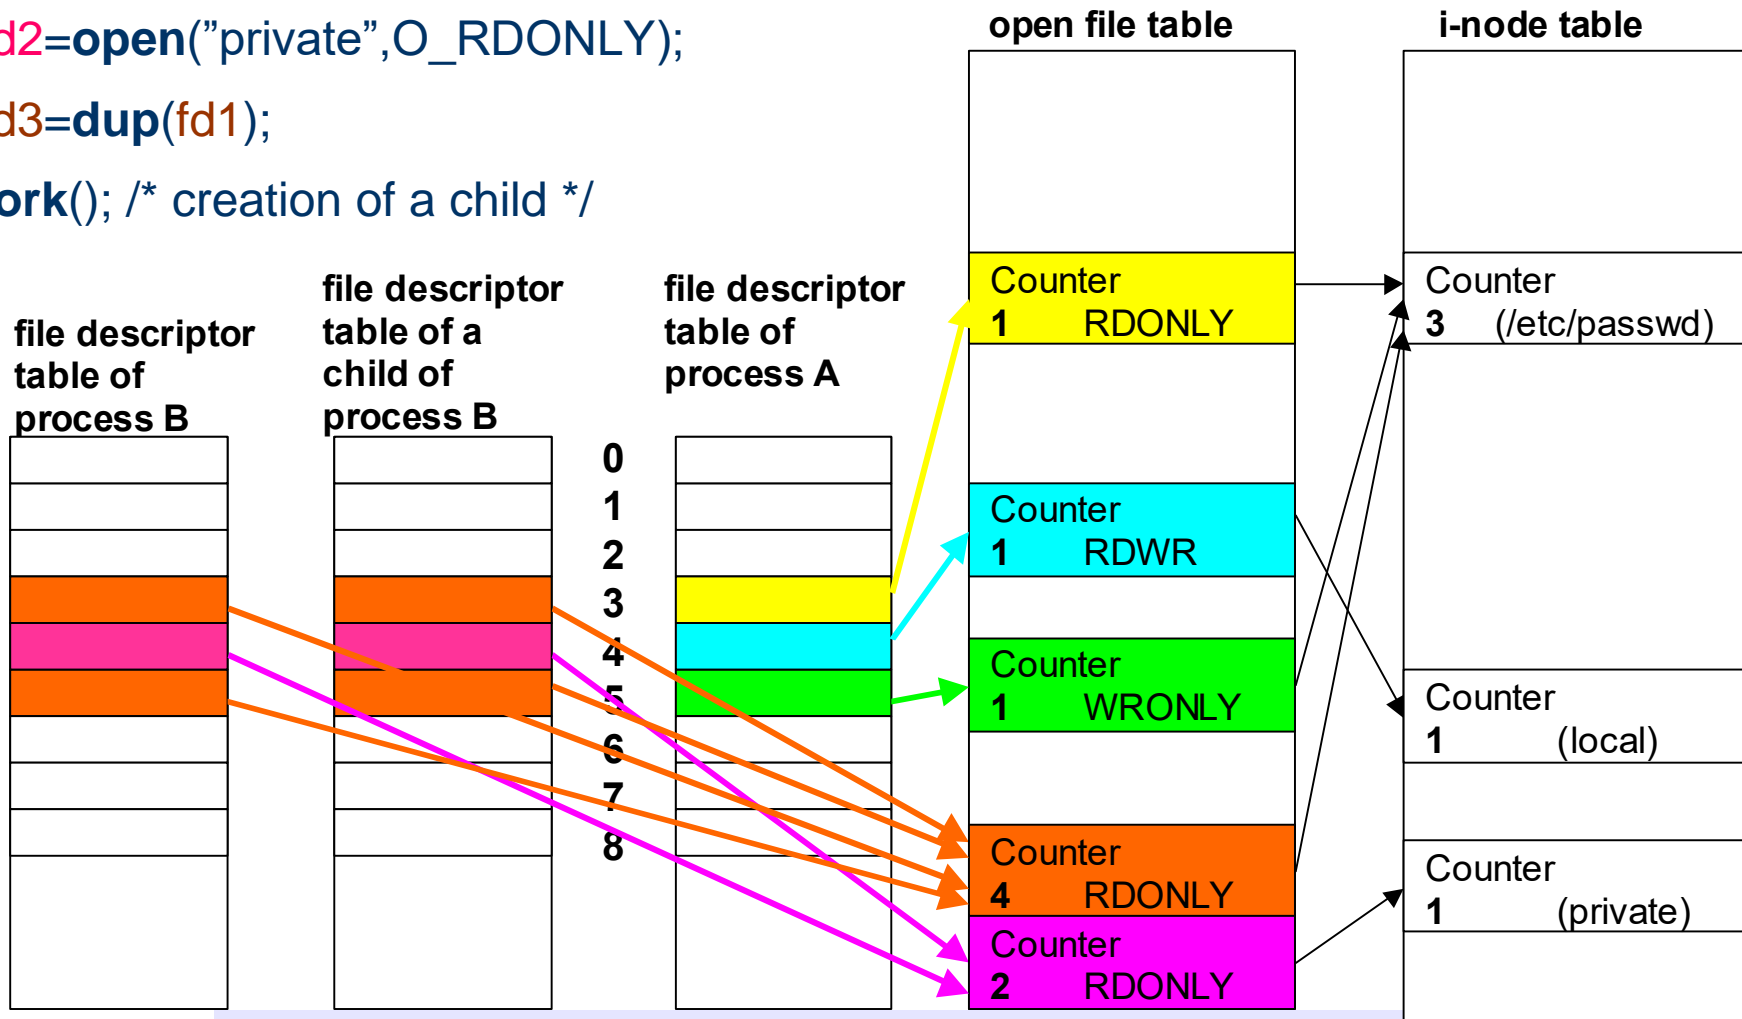 d2=open(”private”,O_RDONLY);
d3=dup(fd1);
ork(); /* creation of a child */
open file table
i-node table
file descriptor
table of
process B
file descriptor
table of a
child of
process B
file descriptor
table of
process A
0
1
2
3
4
5
6
7
8
Counter
1 RDONLY
Counter
1 RDWR
Counter
1 WRONLY
Counter
4 RDONLY
Counter
2 RDONLY
Counter
3 (/etc/passwd)
Counter
1 (local)
Counter
1 (private)